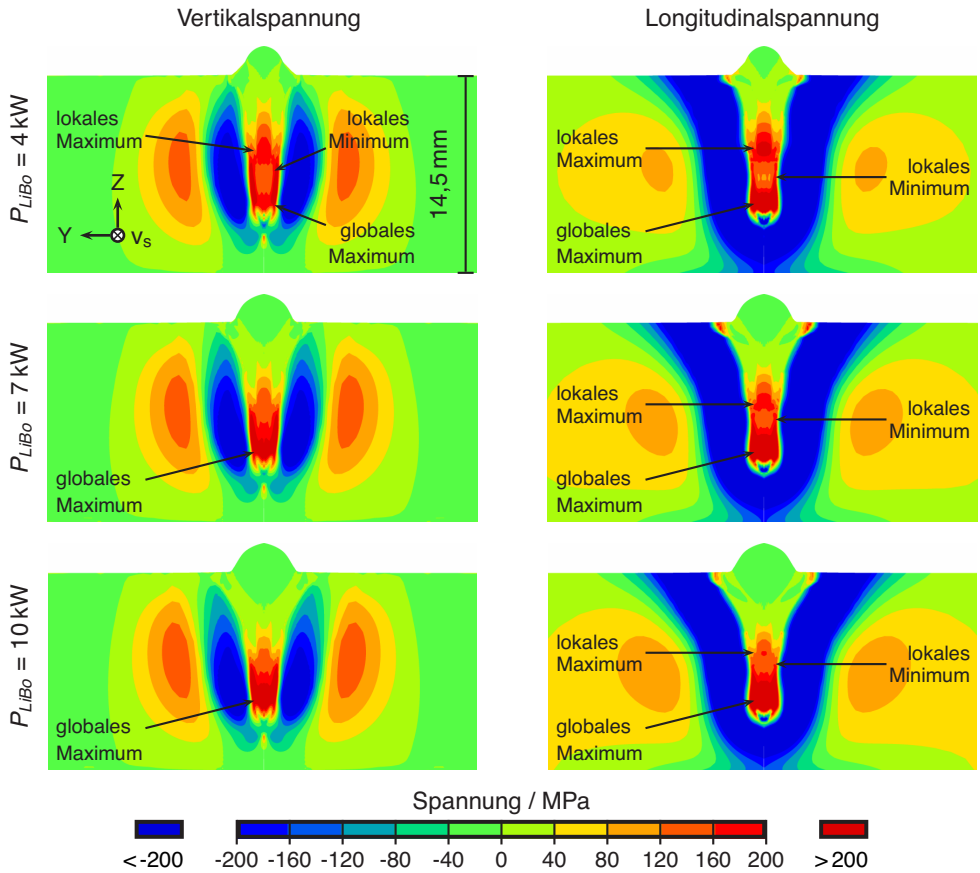 Vertikalspannung
Longitudinalspannung
P_LiBo = 4 kW
lokales
Maximum
lokales
Minimum
globales
Maximum
Z
Y
v_s
14,5 mm
lokales
Maximum
lokales
Minimum
globales
Maximum
P_LiBo = 7 kW
globales
Maximum
lokales
Maximum
lokales
Minimum
globales
Maximum
P_LiBo = 10 kW
globales
Maximum
lokales
Maximum
lokales
Minimum
globales
Maximum
Spannung / MPa
<-200 -200 -160 -120 -80 -40 0 40 80 120 160 200 >200